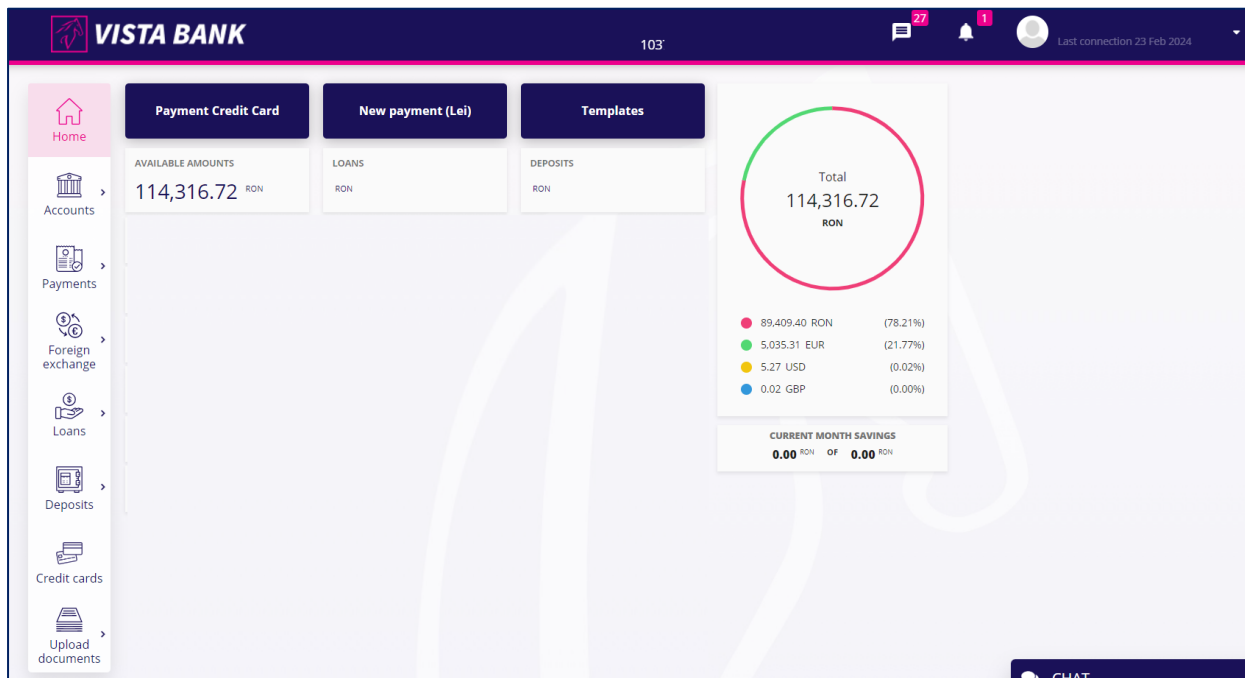 VISTA BANK
103
27
1
Last connection 23 Feb 2024
Home
Accounts
Payments
Foreign
exchange
Loans
Deposits
Credit cards
Upload
documents
Payment Credit Card
New payment (Lei)
Templates
AVAILABLE AMOUNTS
114,316.72 RON
LOANS
RON
DEPOSITS
RON
Total
114,316.72
RON
89,409.40 RON (78.21%)
5,035.31 EUR (21.77%)
5.27 USD (0.02%)
0.02 GBP (0.00%)
CURRENT MONTH SAVINGS
0.00 RON OF 0.00 RON
CHAT